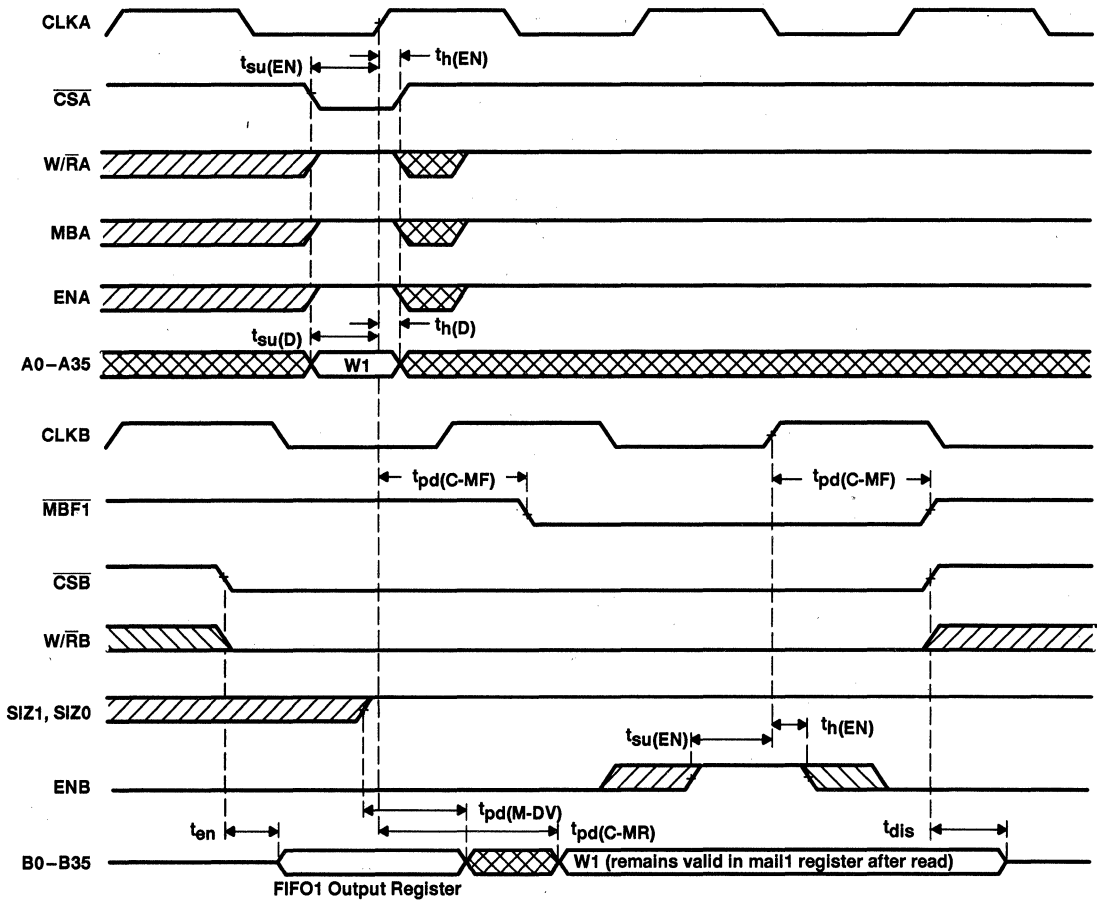 CLKA
tsu(EN)
th(EN)
CSA
W/RA
MBA
ENA
tsu(D)
th(D)
A0–A35
W1
CLKB
tpd(C-MF)
tpd(C-MF)
MBF1
CSB
W/RB
SIZ1, SIZ0
tsu(EN)
th(EN)
ENB
tpd(M-DV)
ten
tpd(C-MR)
tdis
B0–B35
W1 (remains valid in mail1 register after read)
FIFO1 Output Register